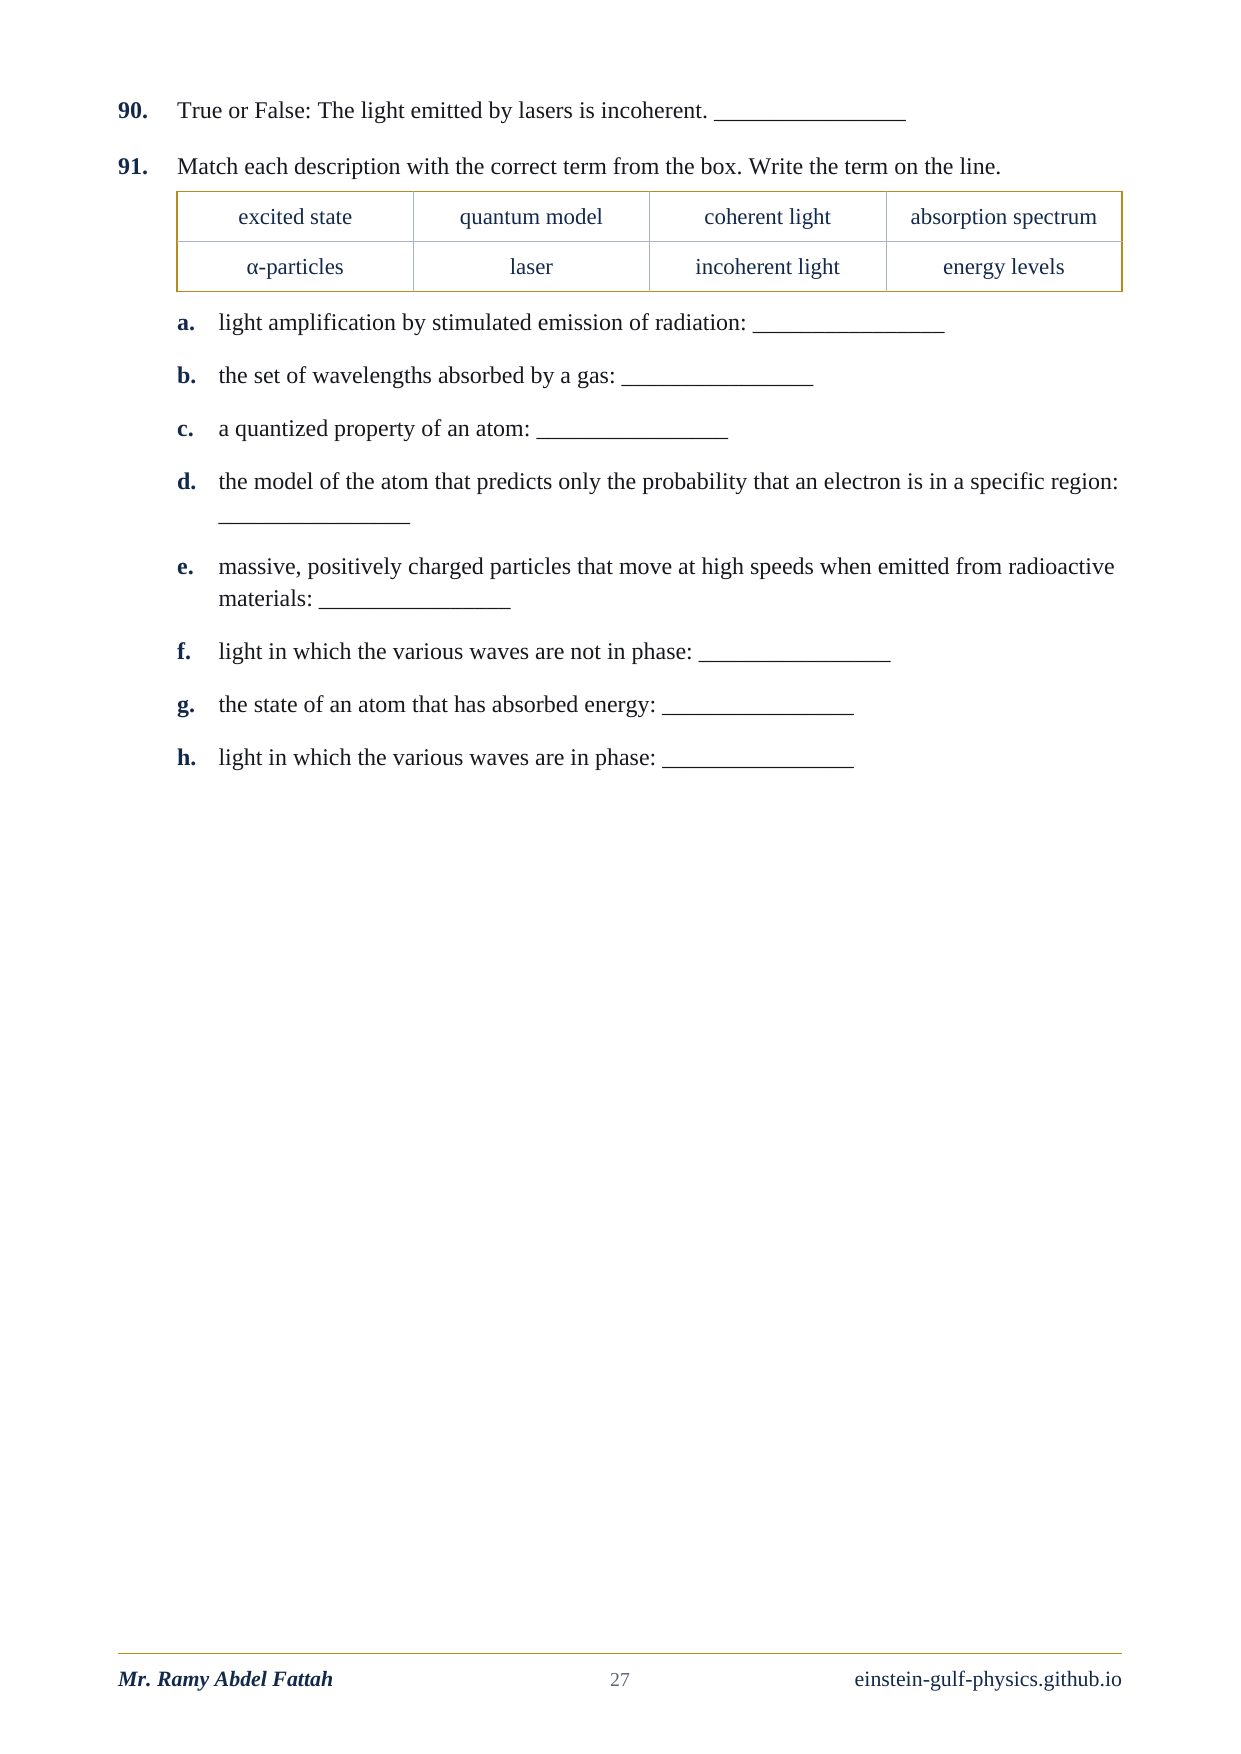 90. True or False: The light emitted by lasers is incoherent. ________________
91. Match each description with the correct term from the box. Write the term on the line.
excited state quantum model coherent light absorption spectrum
α-particles laser incoherent light energy levels
a. light amplification by stimulated emission of radiation: ________________
b. the set of wavelengths absorbed by a gas: ________________
c. a quantized property of an atom: ________________
d. the model of the atom that predicts only the probability that an electron is in a specific region:
________________
e. massive, positively charged particles that move at high speeds when emitted from radioactive
materials: ________________
f. light in which the various waves are not in phase: ________________
g. the state of an atom that has absorbed energy: ________________
h. light in which the various waves are in phase: ________________
Mr. Ramy Abdel Fattah 27 einstein-gulf-physics.github.io